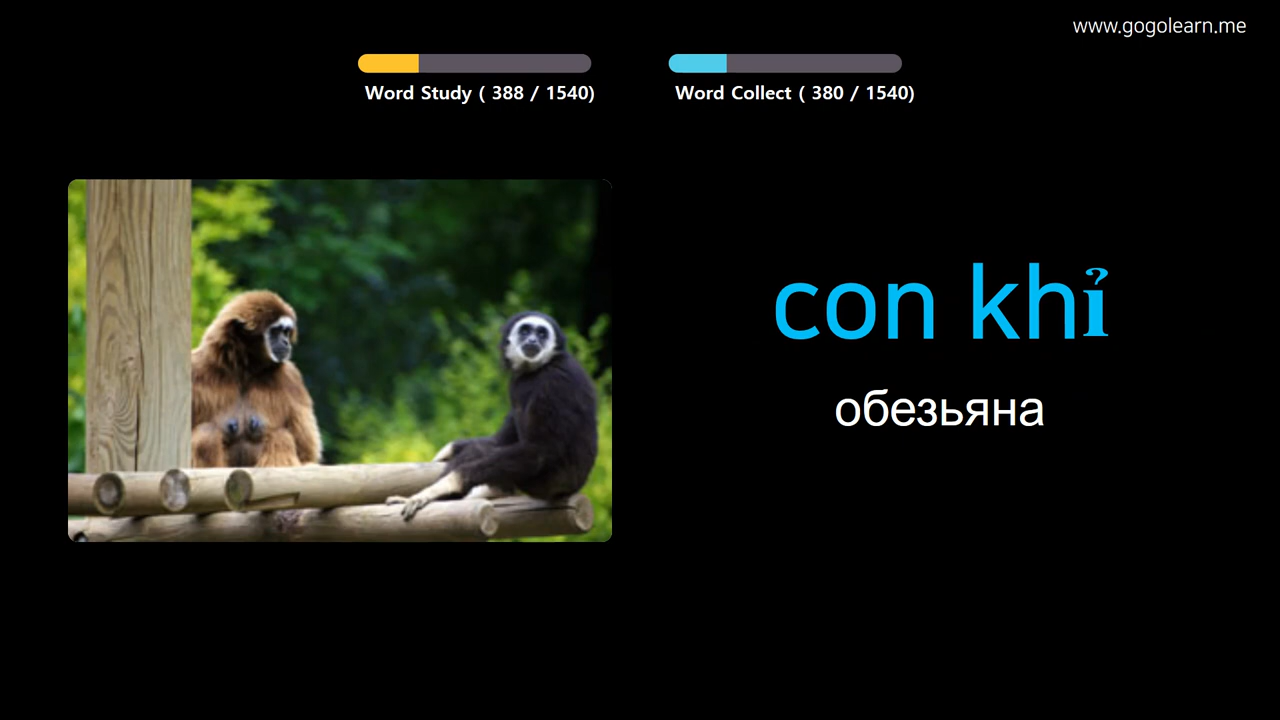 www.gogolearn.me
Word Study ( 388 / 1540)
Word Collect ( 380 / 1540)
con khỉ
обезьяна